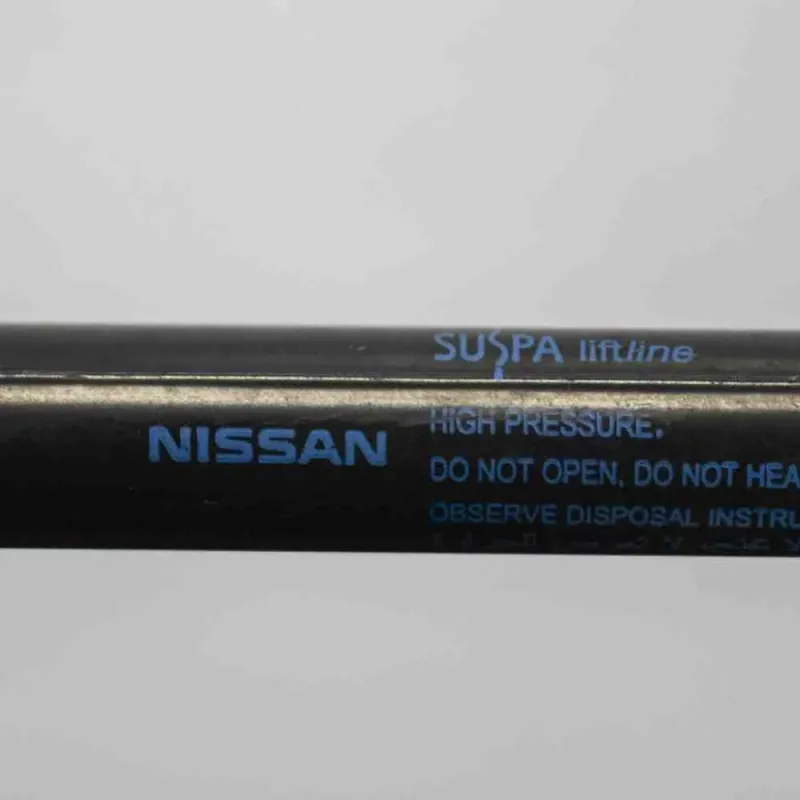 SUSPA liftline
NISSAN
HIGH PRESSURE.
DO NOT OPEN, DO NOT HEA
OBSERVE DISPOSAL INSTRU